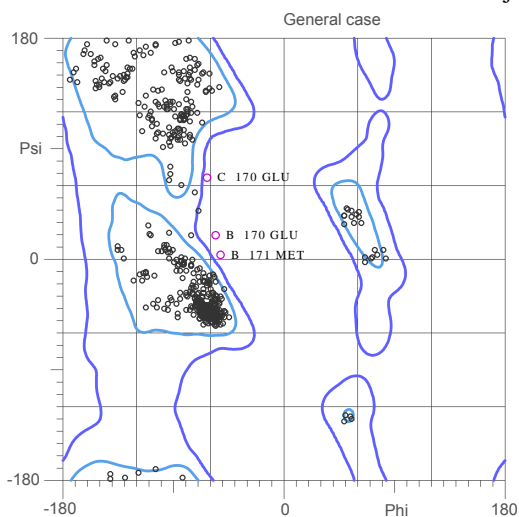 General case
180
Psi
C 170 GLU
B 170 GLU
B 171 MET
0
-180
-180 0 Phi 180